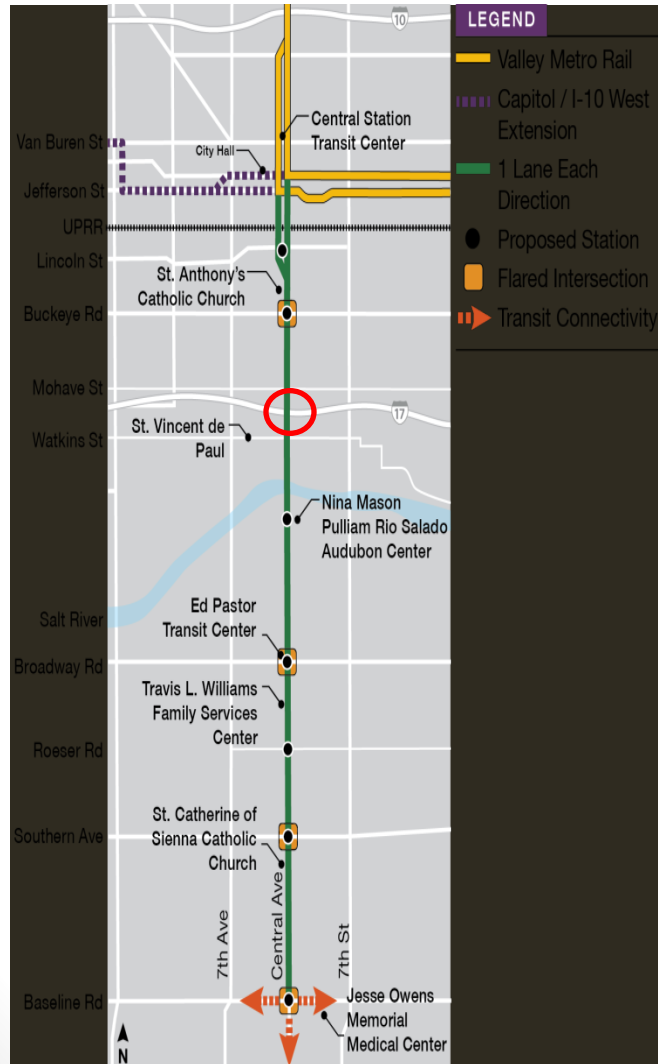 10
LEGEND
Valley Metro Rail
Capitol / I-10 West
Extension
1 Lane Each
Direction
Proposed Station
Flared Intersection
Transit Connectivity
Central Station
Transit Center
Van Buren St
City Hall
Jefferson St
UPRR
Lincoln St
St. Anthony's
Catholic Church
Buckeye Rd
Mohave St
17
Watkins St
St. Vincent de
Paul
Nina Mason
Pulliam Rio Salado
Audubon Center
Salt River
Ed Pastor
Transit Center
Broadway Rd
Travis L. Williams
Family Services
Center
Roeser Rd
St. Catherine of
Sienna Catholic
Church
Southern Ave
7th Ave
Central Ave
7th St
Baseline Rd
Jesse Owens
Memorial
Medical Center
N